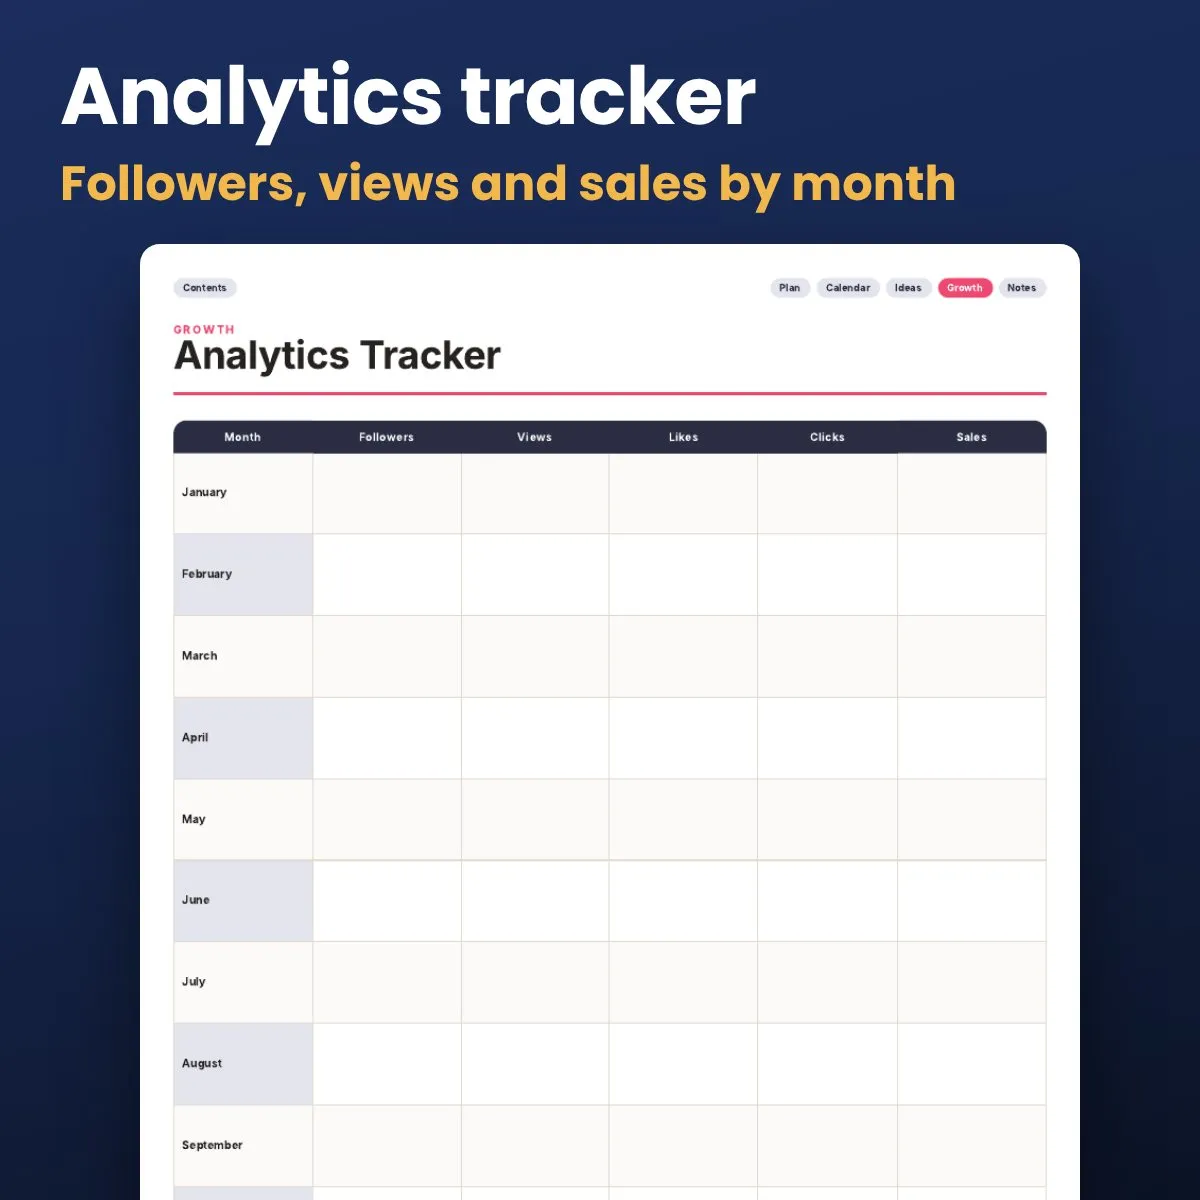 Analytics tracker
Followers, views and sales by month
Contents Plan Calendar Ideas Growth Notes
GROWTH
Analytics Tracker
Month Followers Views Likes Clicks Sales
January
February
March
April
May
June
July
August
September